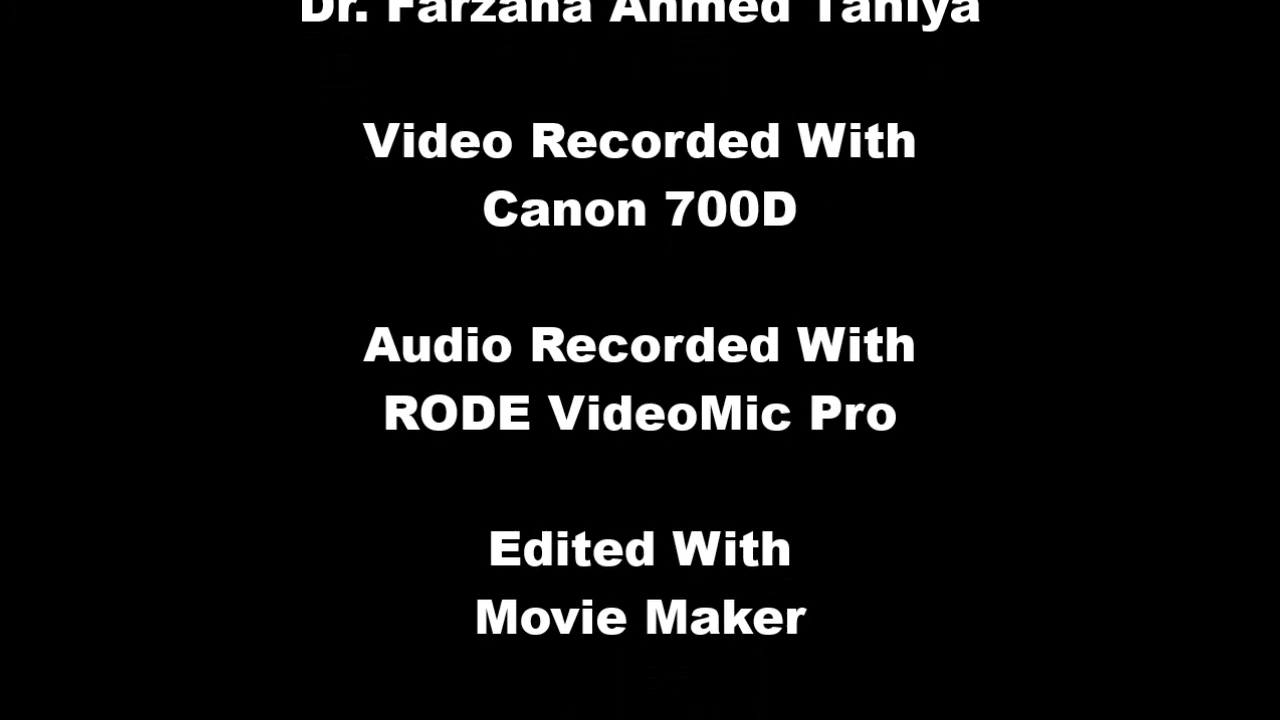 Dr. Farzana Ahmed Taniya
Video Recorded With
Canon 700D
Audio Recorded With
RODE VideoMic Pro
Edited With
Movie Maker